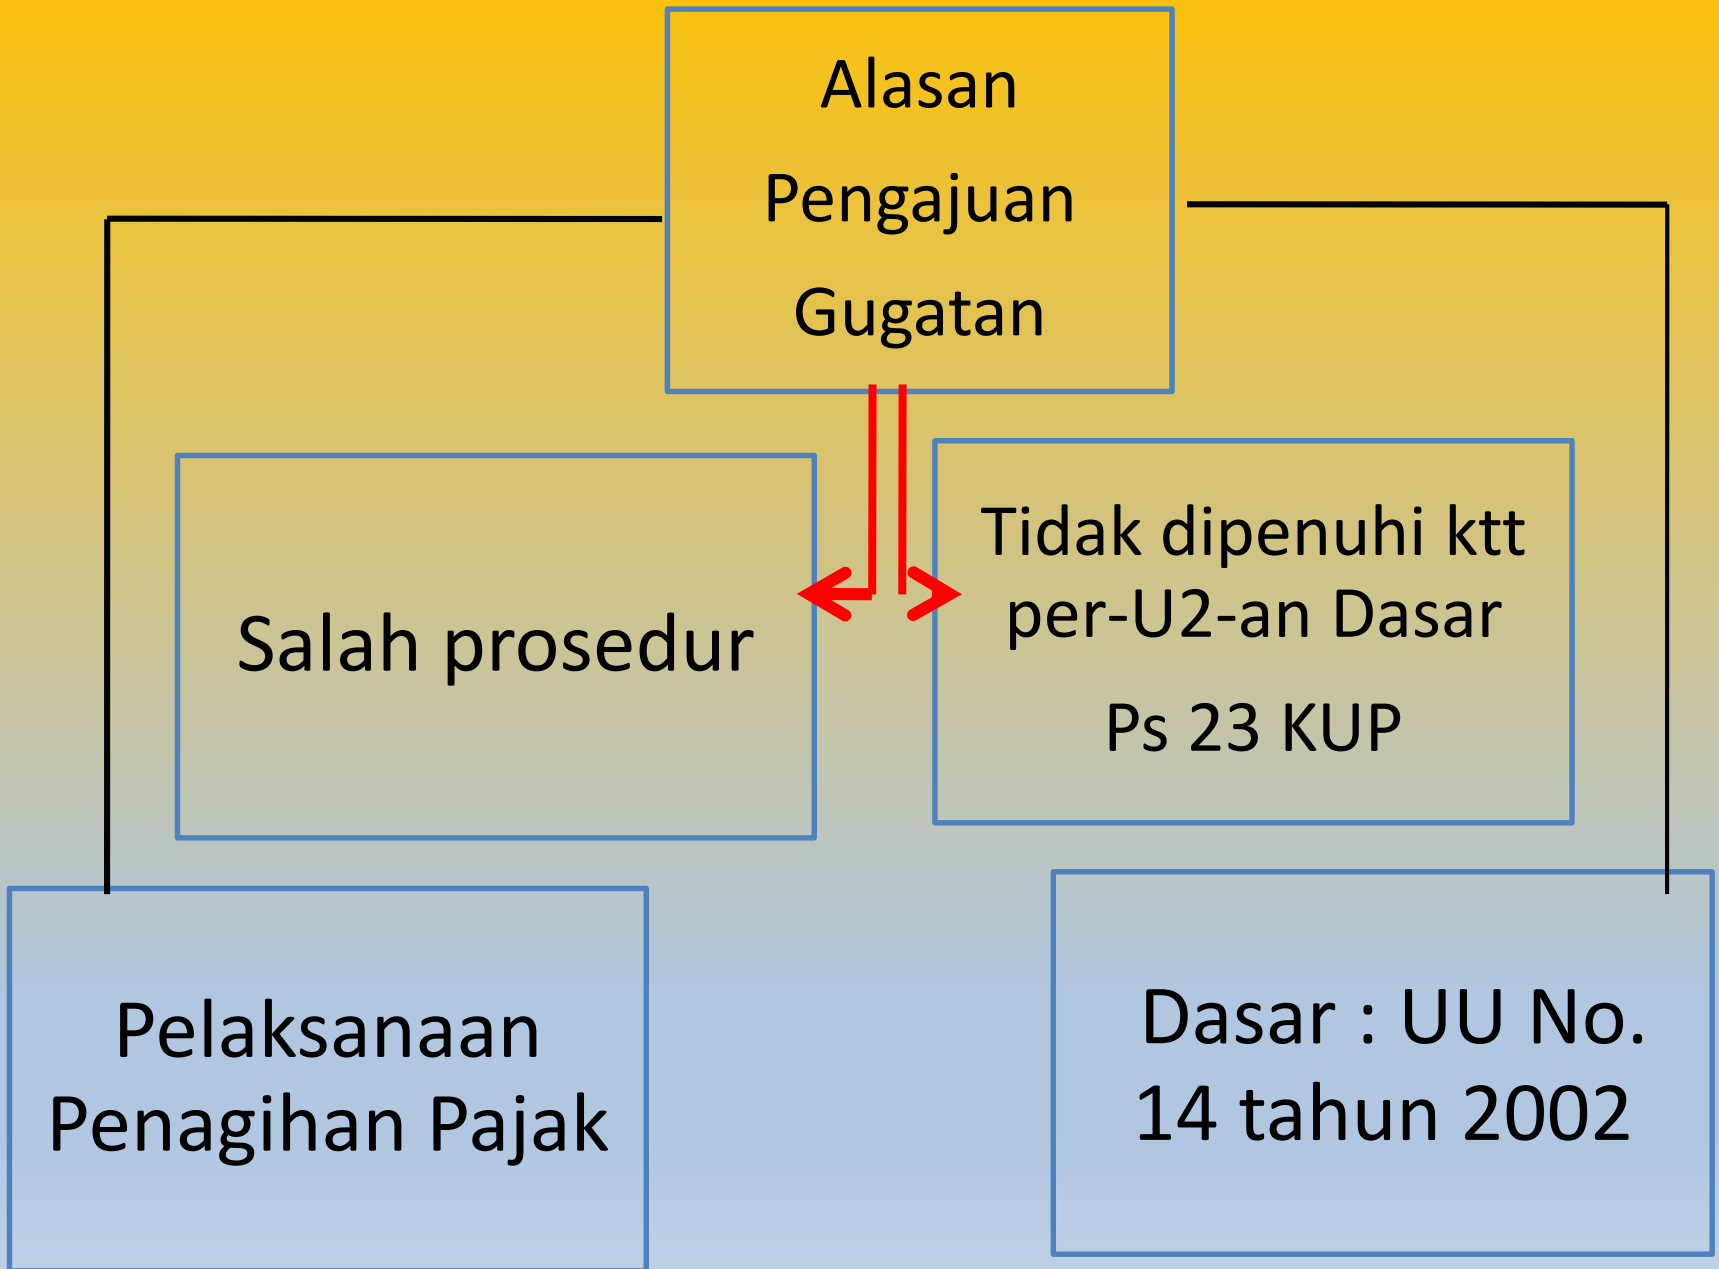 Alasan
Pengajuan
Gugatan
Salah prosedur
Tidak dipenuhi ktt
per-U2-an Dasar
Ps 23 KUP
Pelaksanaan
Penagihan Pajak
Dasar : UU No.
14 tahun 2002